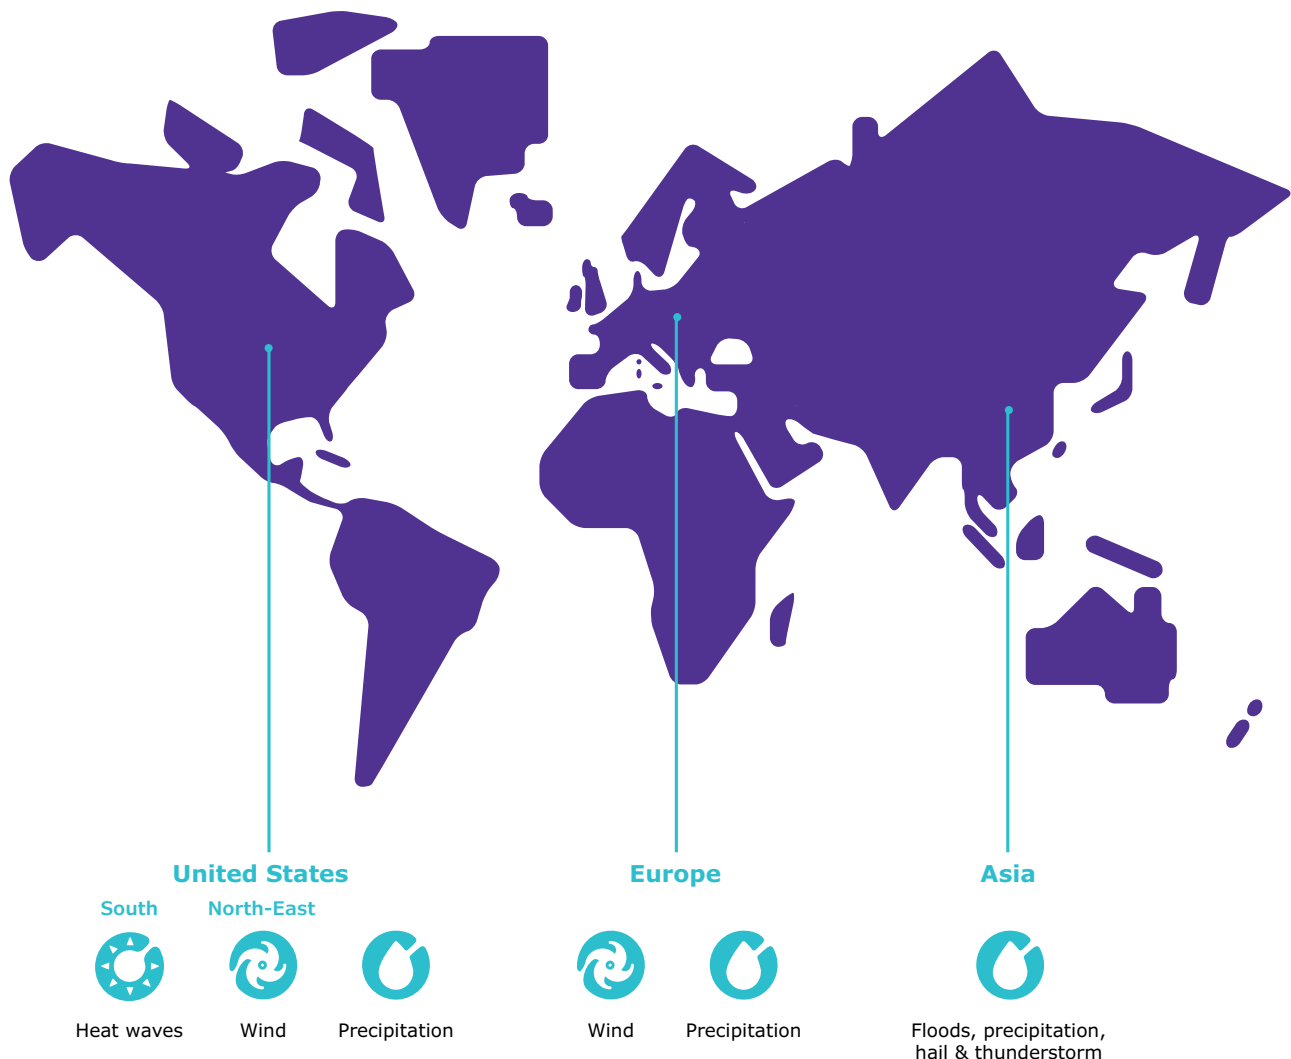 United States
Europe
Asia
South
North-East
Heat waves
Wind
Precipitation
Wind
Precipitation
Floods, precipitation,
hail & thunderstorm